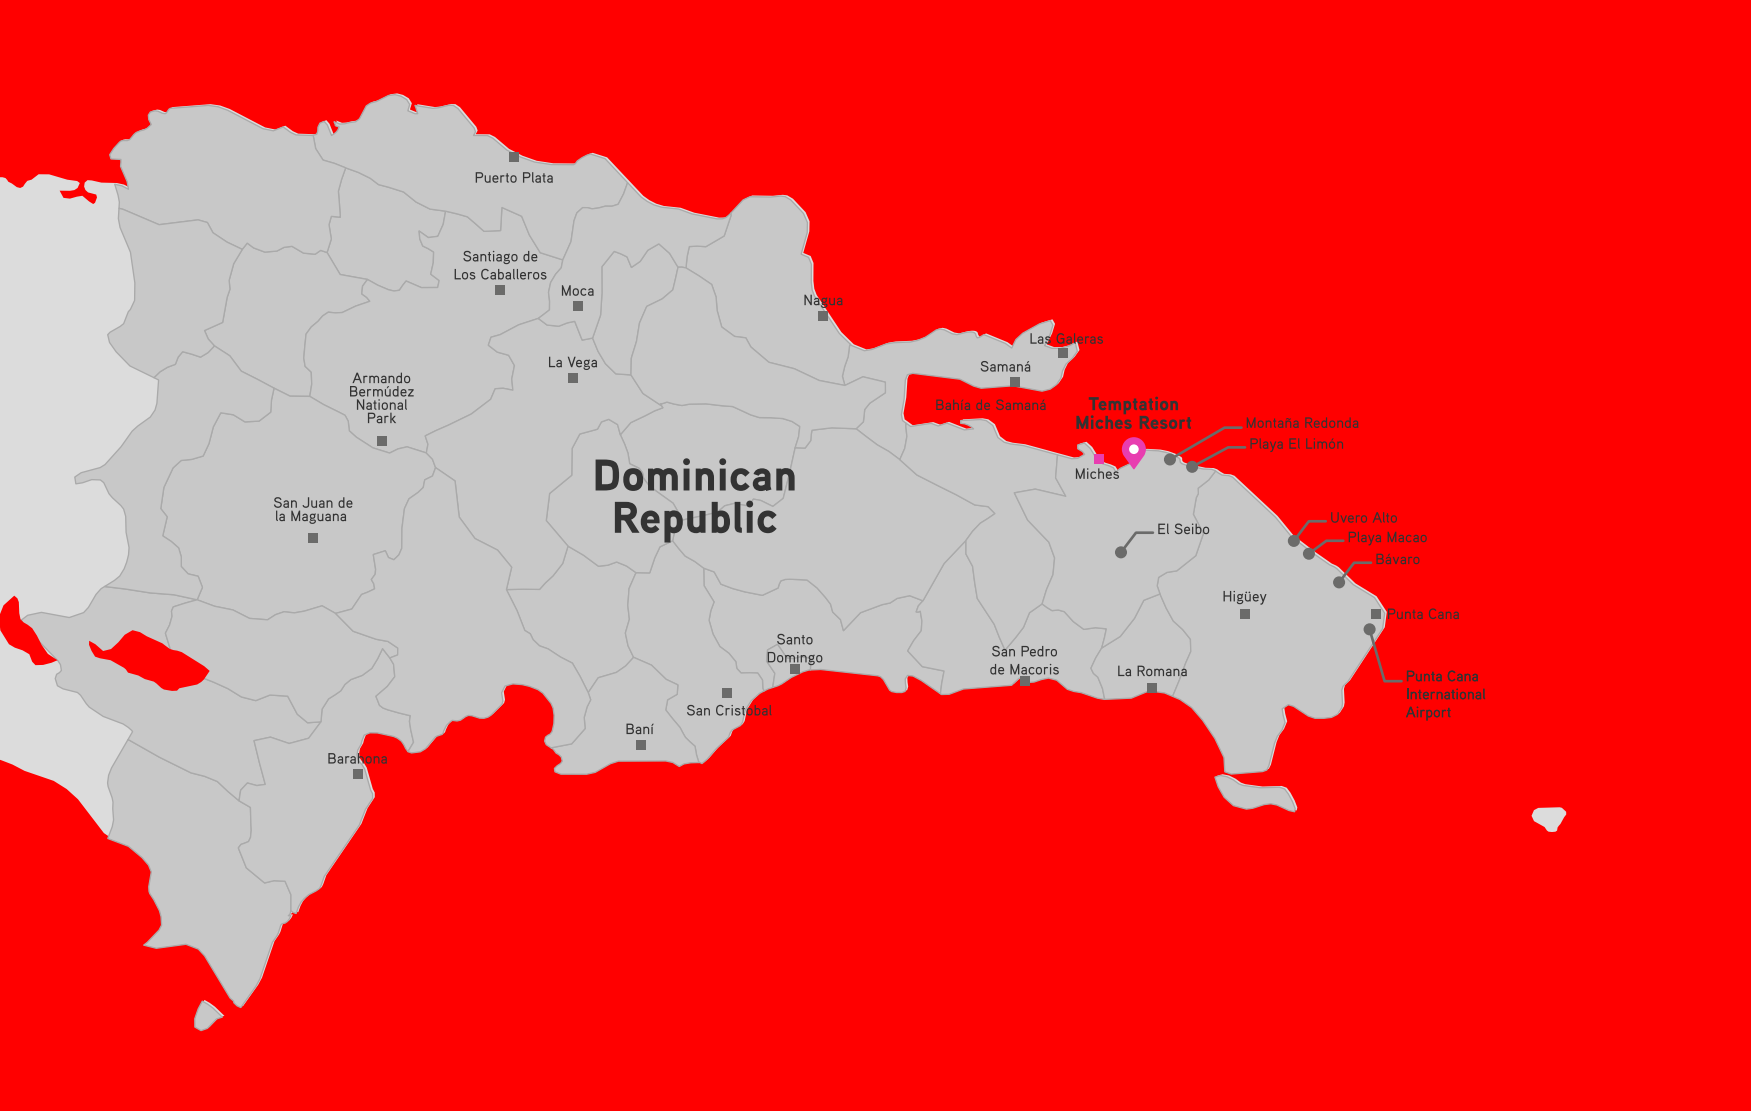 Puerto Plata
Santiago de
Los Caballeros
Moca
Nagua
Las Galeras
La Vega
Samaná
Armando
Bermúdez
National
Park
Bahía de Samaná
Temptation
Miches Resort
Montaña Redonda
Playa El Limón
Miches
Dominican
Republic
San Juan de
la Maguana
El Seibo
Uvero Alto
Playa Macao
Bávaro
Higüey
Punta Cana
Santo
Domingo
San Pedro
de Macoris
La Romana
Punta Cana
International
Airport
San Cristóbal
Baní
Barahona